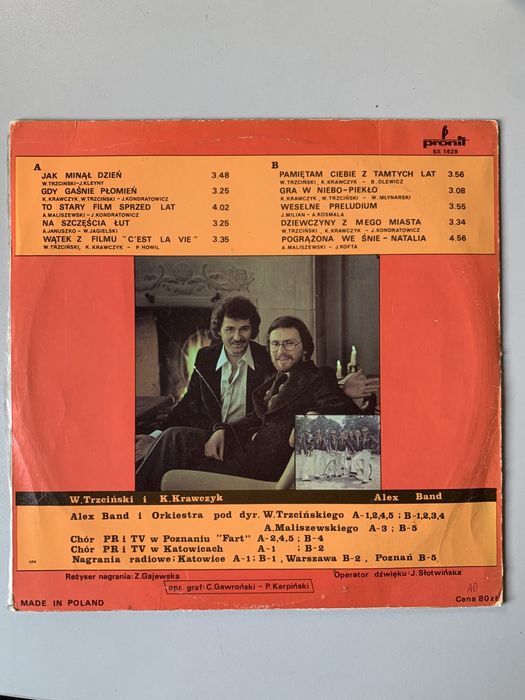 pronit
SX 1629
A
JAK MINĄŁ DZIEŃ 3.48
W. TRZCIŃSKI-J.KLEYNY
GDY GAŚNIE PŁOMIEŃ 3.25
K.KRAWCZYK, W.TRZCIŃSKI - J.KONDRATOWICZ
TO STARY FILM SPRZED LAT 4.02
A.MALISZEWSKI-J.KONDRATOWICZ
NA SZCZĘŚCIA ŁUT 3.25
A.JANUSZKO - W.JAGIELSKI
WĄTEK Z FILMU "C'EST LA VIE" 3.35
W.TRZCIŃSKI, K.KRAWCZYK - P.HOWIL
B
PAMIĘTAM CIEBIE Z TAMTYCH LAT 3.56
W.TRZCIŃSKI, K.KRAWCZYK - B.OLEWICZ
GRA W NIEBO-PIEKŁO 3.08
K.KRAWCZYK, W.TRZCIŃSKI - W.MŁYNARSKI
WESELNE PRELUDIUM 3.55
J.MILIAN - A.KOSMALA
DZIEWCZYNY Z MEGO MIASTA 3.34
W.TRZCIŃSKI, K.KRAWCZYK - J.KONDRATOWICZ
POGRĄŻONA WE ŚNIE - NATALIA 4.56
A.MALISZEWSKI - J.KOFTA
W.Trzciński i K.Krawczyk Alex Band
Alex Band i Orkiestra pod dyr. W.Trzcińskiego A-1,2,4,5 ; B-1,2,3,4
A.Maliszewskiego A-3 ; B-5
Chór PR i TV w Poznaniu "Fart" A-2,4,5 ; B-4
Chór PR i TV w Katowicach A-1 ; B-2
Nagrania radiowe: Katowice A-1; B-1, Warszawa B-2, Poznań B-5
Reżyser nagrania: Z.Gajewska Operator dźwięku: J.Słotwińska
opr. graf: C.Gawroński - P.Karpiński
MADE IN POLAND
Cena 80zł